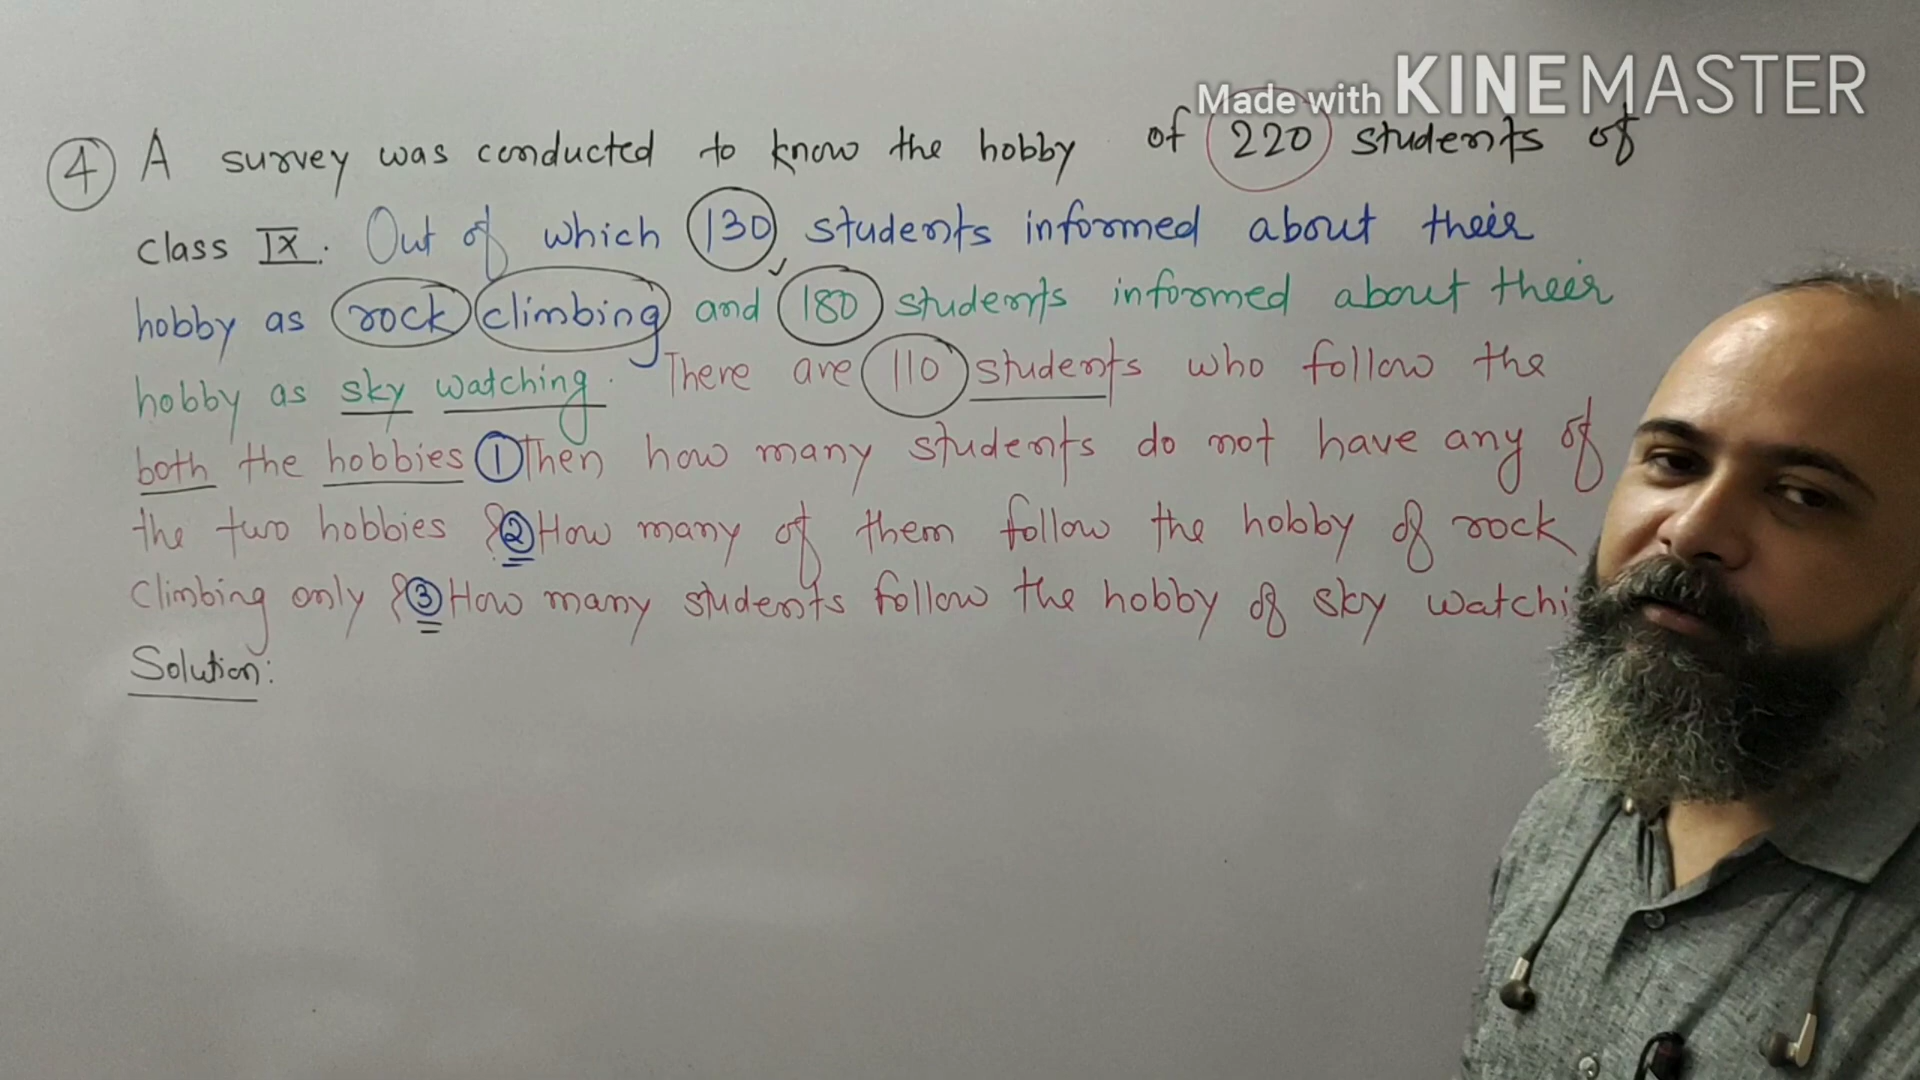 Made with KINEMASTER
4 A survey was conducted to know the hobby of 220 students of
class IX. Out of which 130 students informed about their
hobby as rock climbing and 180 students informed about their
hobby as sky watching. There are 110 students who follow the
both the hobbies 1 Then how many students do not have any of
the two hobbies ? 2 How many of them follow the hobby of rock
Climbing only ? 3 How many students follow the hobby of sky watchi
Solution: